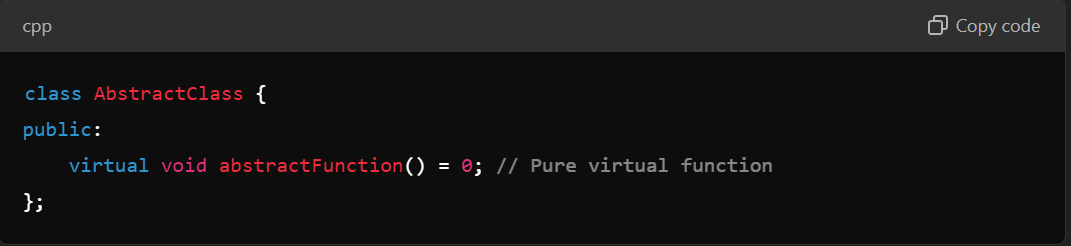 cpp
Copy code
class AbstractClass {
public:
    virtual void abstractFunction() = 0; // Pure virtual function
};